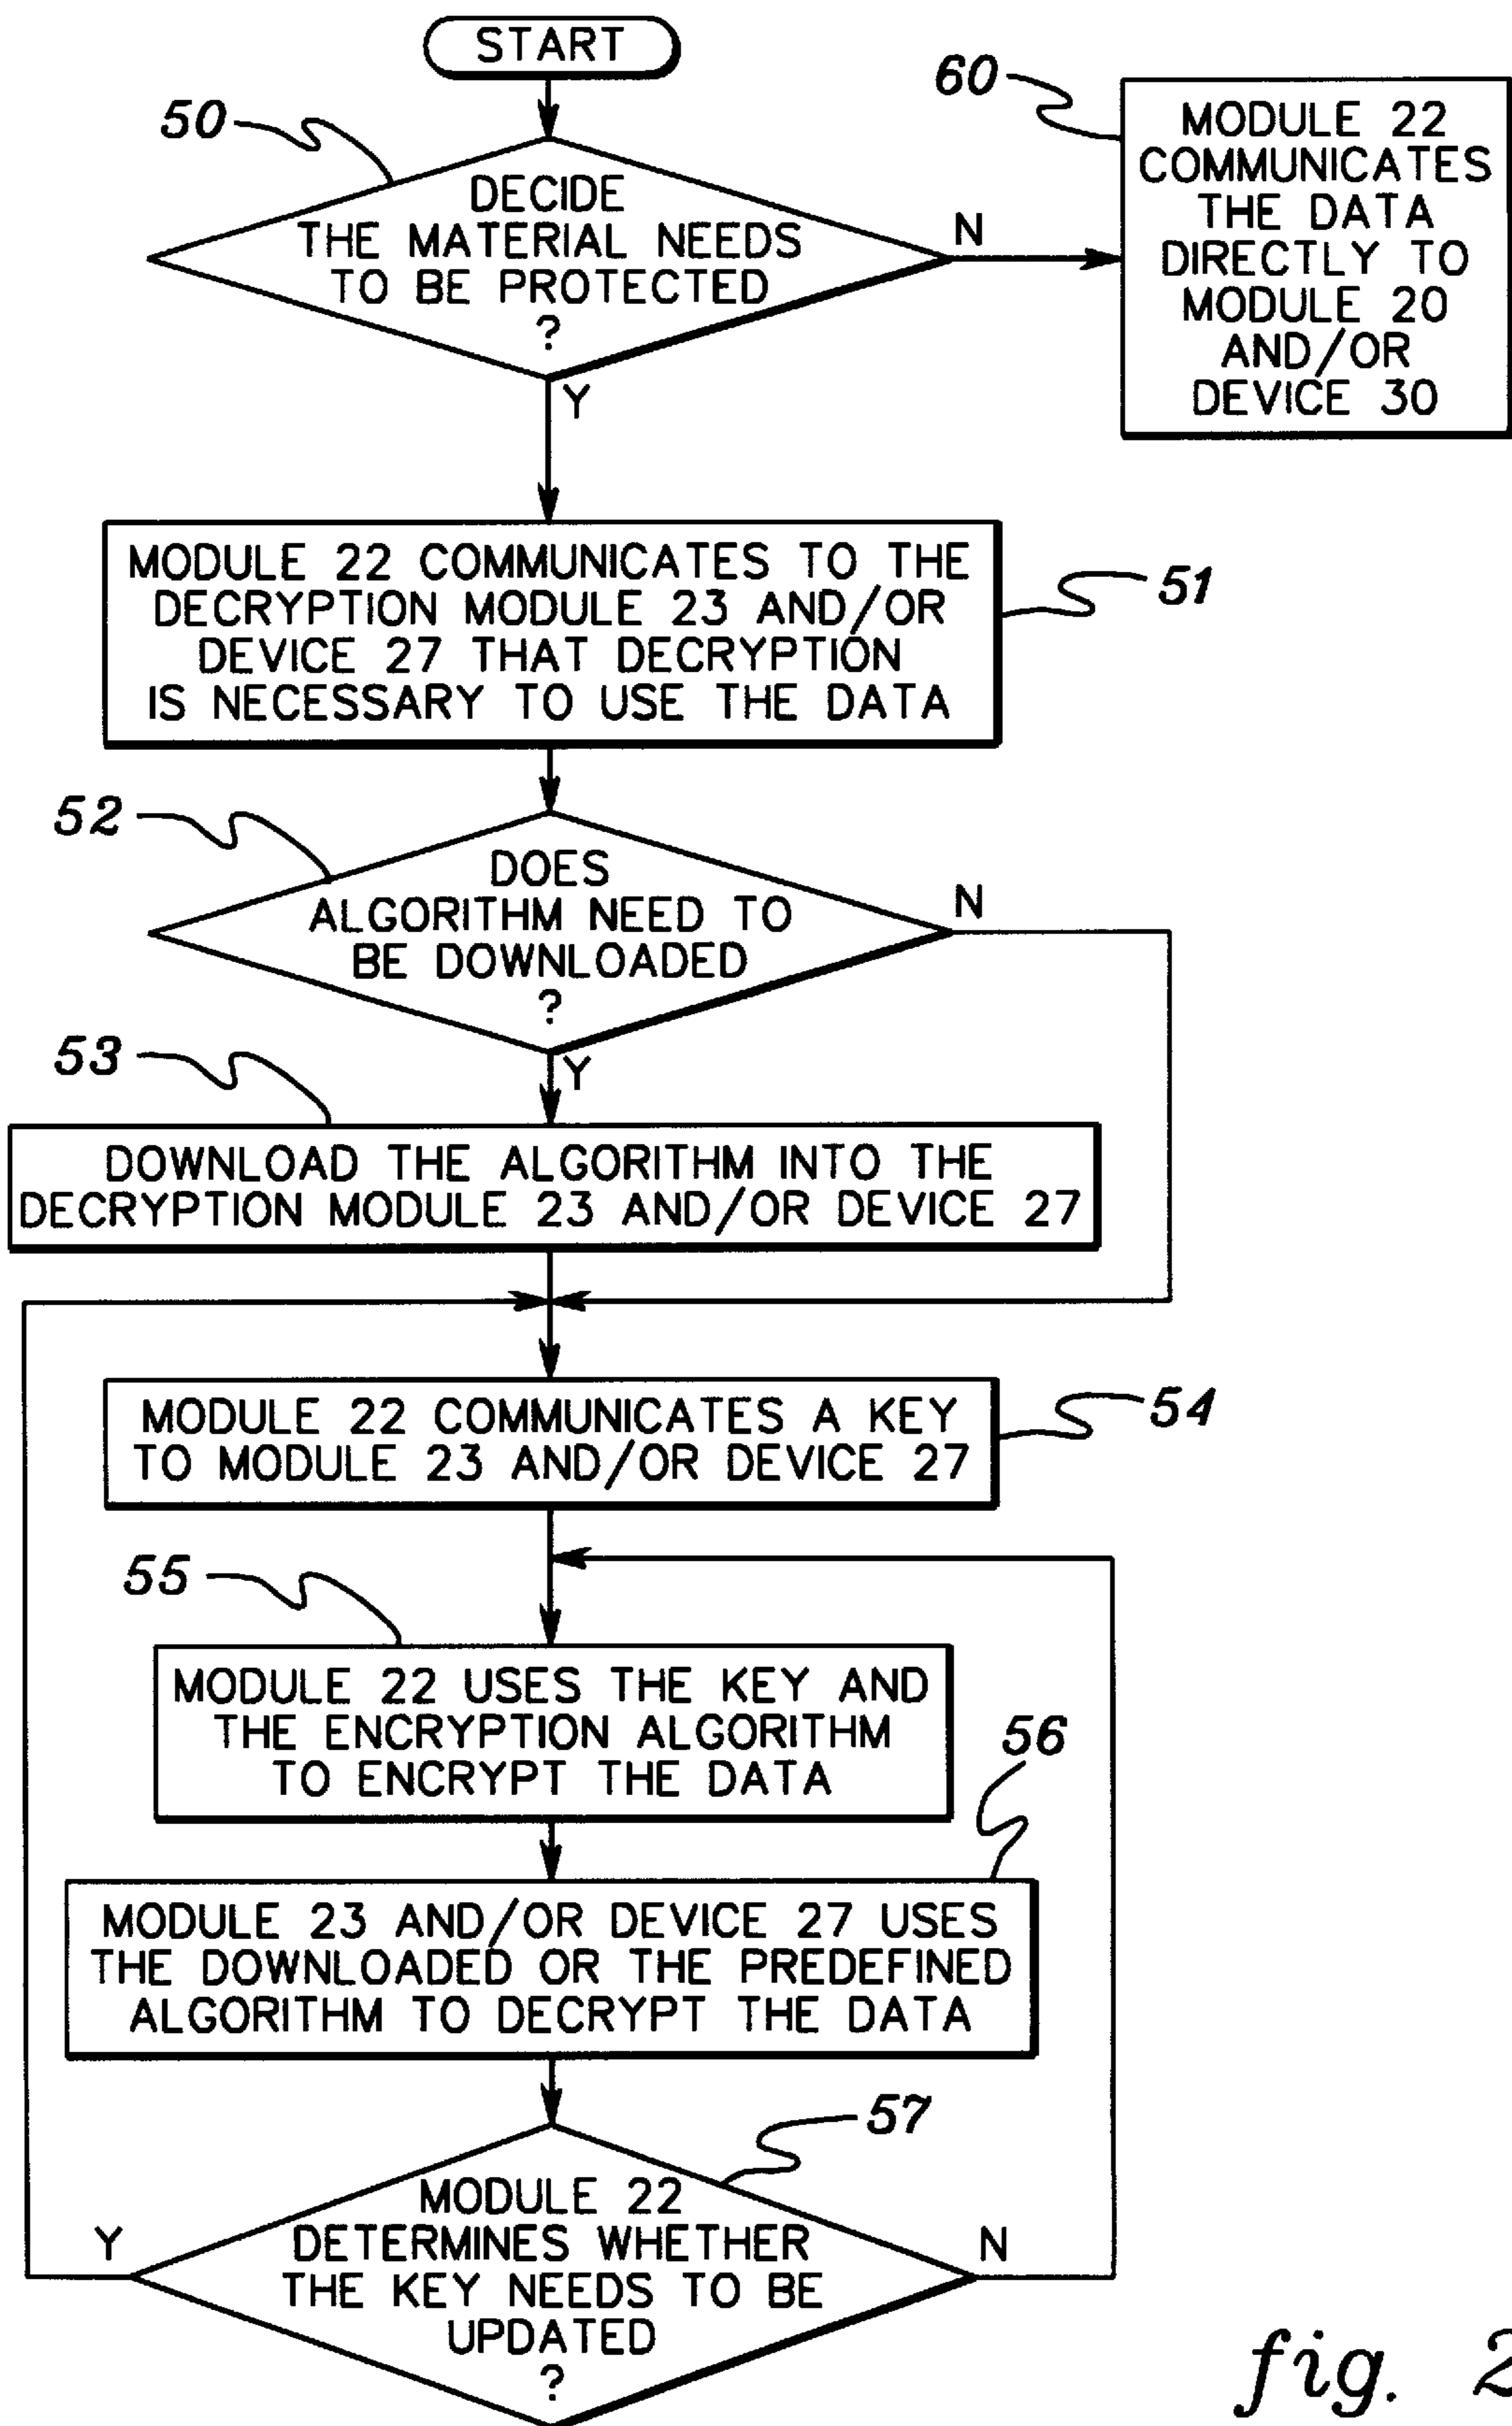 START
50
DECIDE
THE MATERIAL NEEDS
TO BE PROTECTED
?
N
Y
60
MODULE 22
COMMUNICATES
THE DATA
DIRECTLY TO
MODULE 20
AND/OR
DEVICE 30
MODULE 22 COMMUNICATES TO THE
DECRYPTION MODULE 23 AND/OR
DEVICE 27 THAT DECRYPTION
IS NECESSARY TO USE THE DATA
51
52
DOES
ALGORITHM NEED TO
BE DOWNLOADED
?
N
Y
53
DOWNLOAD THE ALGORITHM INTO THE
DECRYPTION MODULE 23 AND/OR DEVICE 27
MODULE 22 COMMUNICATES A KEY
TO MODULE 23 AND/OR DEVICE 27
54
55
MODULE 22 USES THE KEY AND
THE ENCRYPTION ALGORITHM
TO ENCRYPT THE DATA
56
MODULE 23 AND/OR DEVICE 27 USES
THE DOWNLOADED OR THE PREDEFINED
ALGORITHM TO DECRYPT THE DATA
57
MODULE 22
DETERMINES WHETHER
THE KEY NEEDS TO BE
UPDATED
?
Y
N
fig. 2